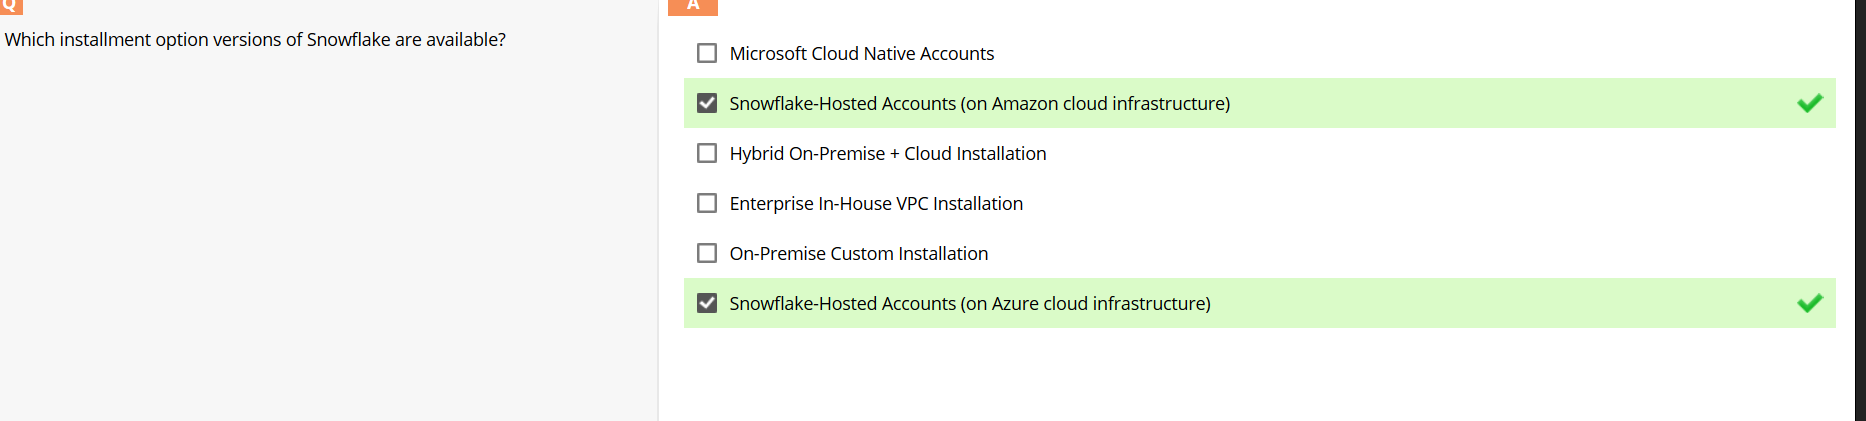 Q
A
Which installment option versions of Snowflake are available?
Microsoft Cloud Native Accounts
Snowflake-Hosted Accounts (on Amazon cloud infrastructure)
Hybrid On-Premise + Cloud Installation
Enterprise In-House VPC Installation
On-Premise Custom Installation
Snowflake-Hosted Accounts (on Azure cloud infrastructure)